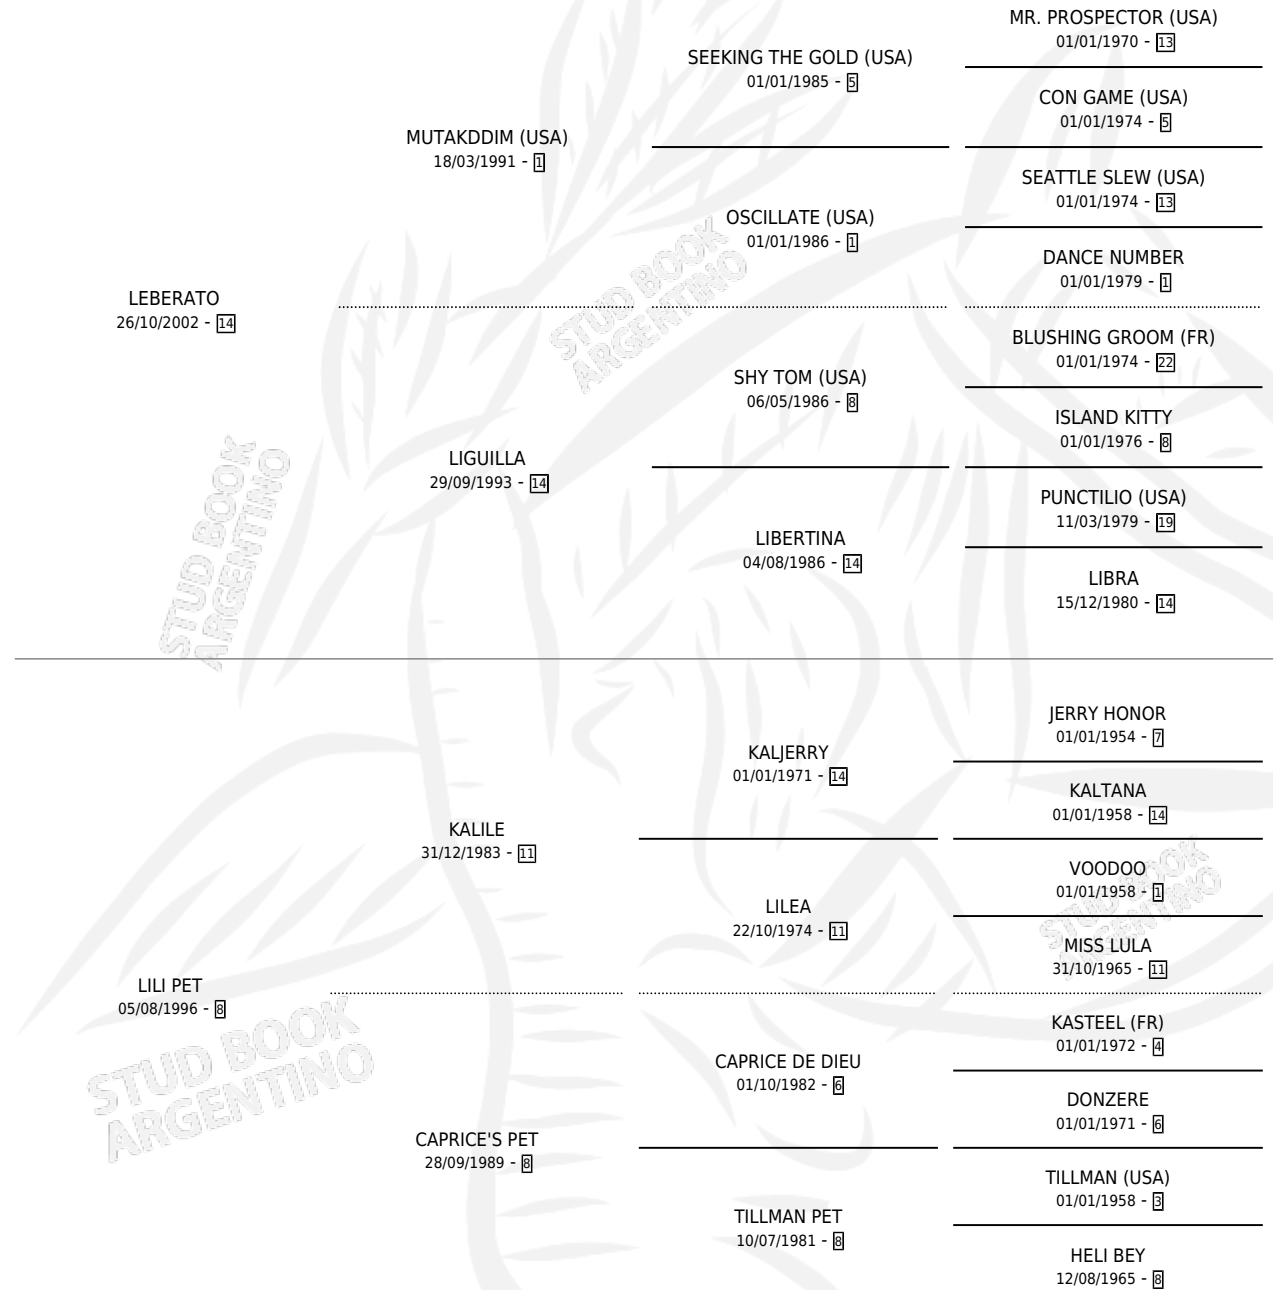 MR. PROSPECTOR (USA)
01/01/1970 - 13
SEEKING THE GOLD (USA)
01/01/1985 - 5
CON GAME (USA)
01/01/1974 - 5
MUTAKDDIM (USA)
18/03/1991 - 1
SEATTLE SLEW (USA)
01/01/1974 - 13
OSCILLATE (USA)
01/01/1986 - 1
DANCE NUMBER
01/01/1979 - 1
LEBERATO
26/10/2002 - 14
BLUSHING GROOM (FR)
01/01/1974 - 22
SHY TOM (USA)
06/05/1986 - 8
ISLAND KITTY
01/01/1976 - 8
LIGUILLA
29/09/1993 - 14
PUNCTILIO (USA)
11/03/1979 - 19
LIBERTINA
04/08/1986 - 14
LIBRA
15/12/1980 - 14
JERRY HONOR
01/01/1954 - 7
KALJERRY
01/01/1971 - 14
KALTANA
01/01/1958 - 14
KALILE
31/12/1983 - 11
VOODOO
01/01/1958 - 1
LILEA
22/10/1974 - 11
MISS LULA
31/10/1965 - 11
LILI PET
05/08/1996 - 8
KASTEEL (FR)
01/01/1972 - 4
CAPRICE DE DIEU
01/10/1982 - 6
DONZERE
01/01/1971 - 6
CAPRICE'S PET
28/09/1989 - 8
TILLMAN (USA)
01/01/1958 - 3
TILLMAN PET
10/07/1981 - 8
HELI BEY
12/08/1965 - 8
STUD BOOK
ARGENTINO
STUD BOOK
ARGENTINO
STUD BOOK
ARGENTINO
STUD BOOK
ARGENTINO